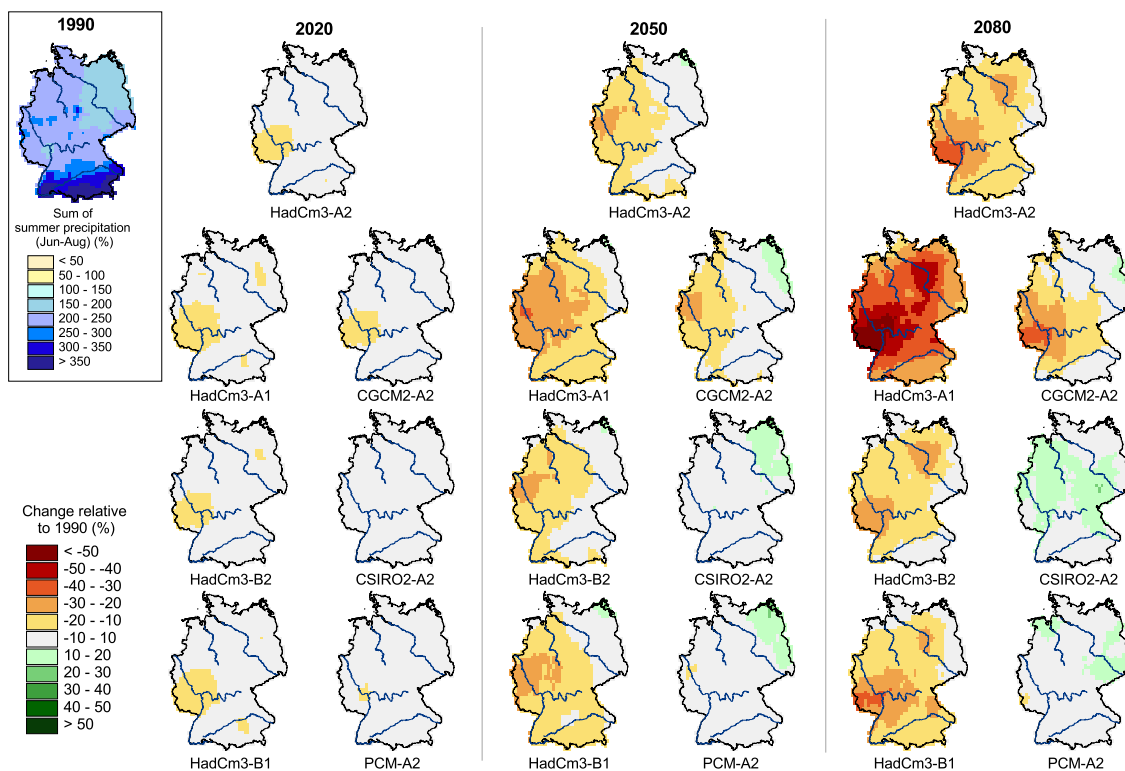 1990
2020
2050
2080
HadCm3-A2
HadCm3-A2
HadCm3-A2
Sum of
summer precipitation
(Jun-Aug) (%)
< 50
50 - 100
100 - 150
150 - 200
200 - 250
250 - 300
300 - 350
> 350
HadCm3-A1
CGCM2-A2
HadCm3-A1
CGCM2-A2
HadCm3-A1
CGCM2-A2
HadCm3-B2
CSIRO2-A2
HadCm3-B2
CSIRO2-A2
HadCm3-B2
CSIRO2-A2
Change relative
to 1990 (%)
< -50
-50 - -40
-40 - -30
-30 - -20
-20 - -10
-10 - 10
10 - 20
20 - 30
30 - 40
40 - 50
> 50
HadCm3-B1
PCM-A2
HadCm3-B1
PCM-A2
HadCm3-B1
PCM-A2